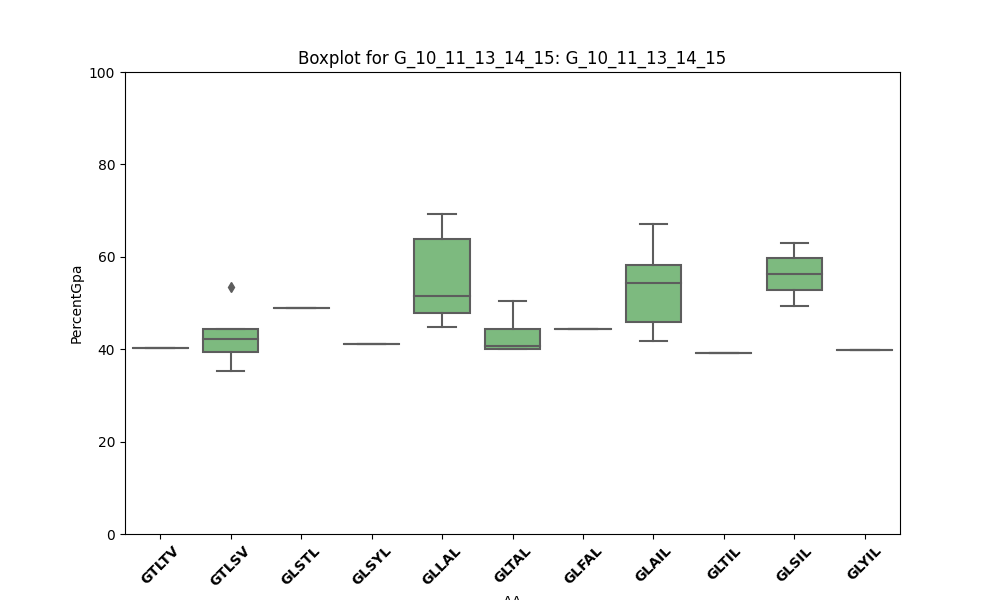 Boxplot for G_10_11_13_14_15: G_10_11_13_14_15
100
80
60
40
20
0
PercentGpa
GTLTV
GTLSV
GLSTL
GLSYL
GLLAL
GLTAL
GLFAL
GLAIL
GLTIL
GLSIL
GLYIL